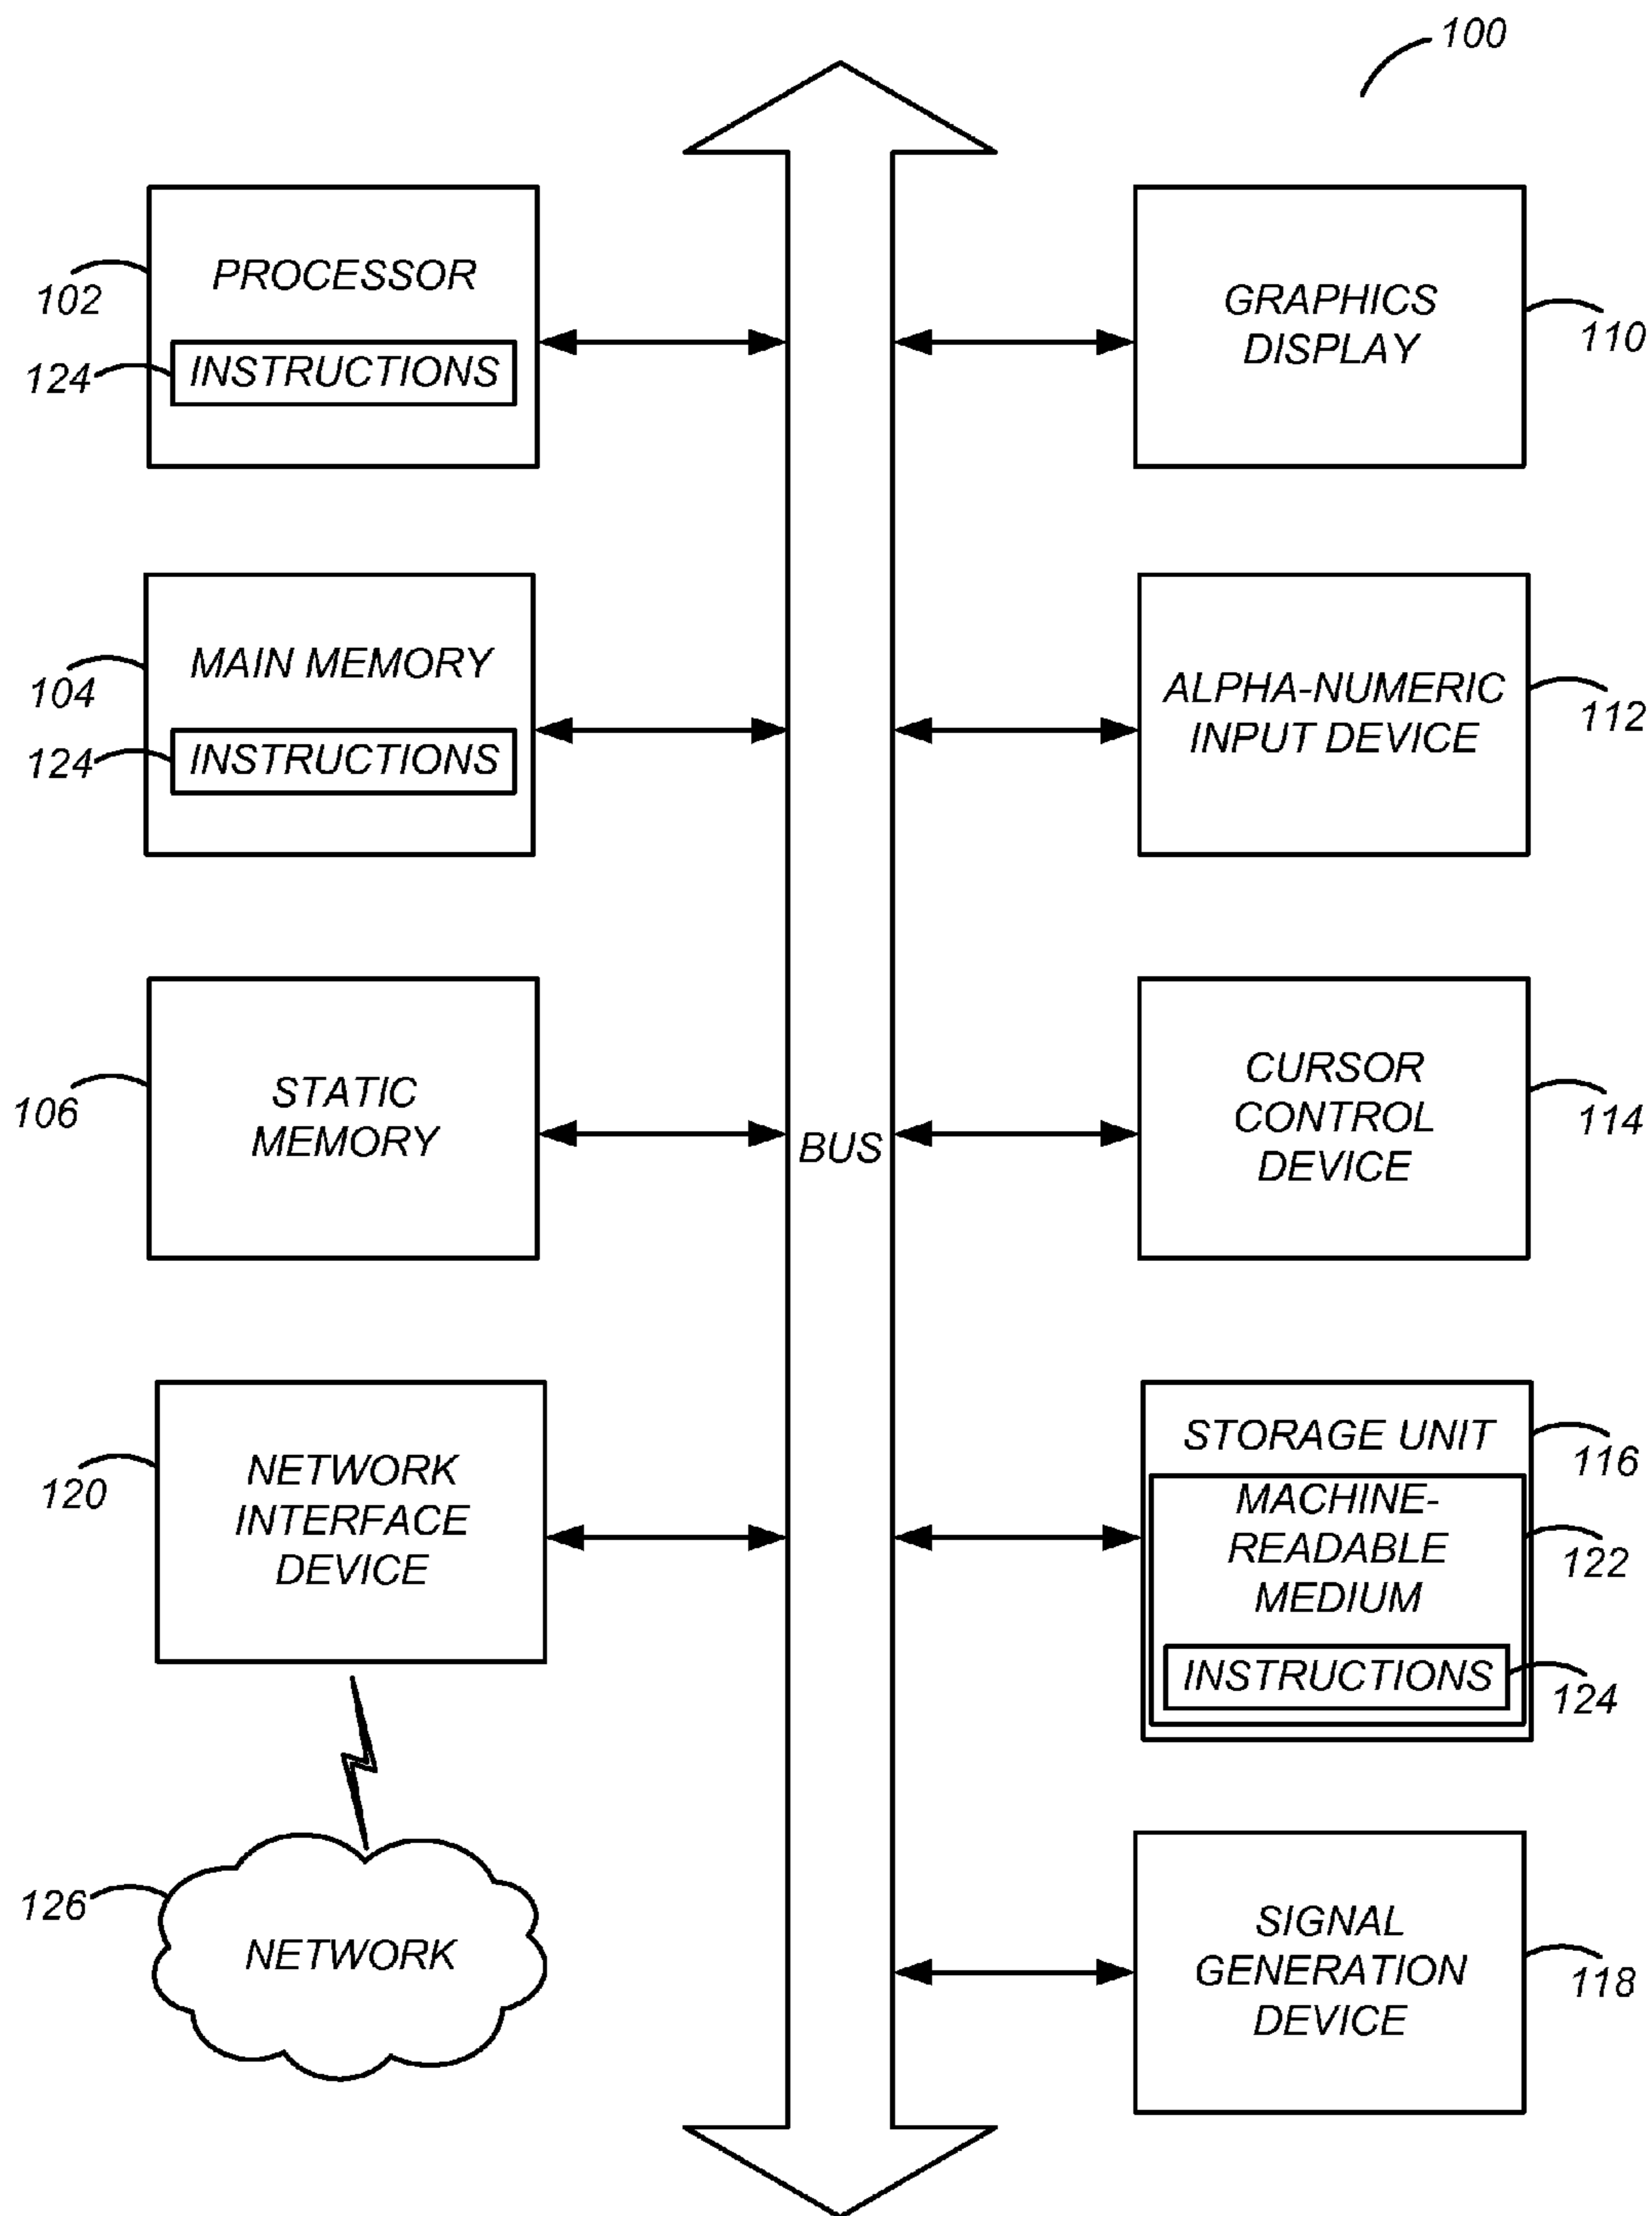 100
PROCESSOR
102
124
INSTRUCTIONS
GRAPHICS
DISPLAY
110
MAIN MEMORY
104
124
INSTRUCTIONS
ALPHA-NUMERIC
INPUT DEVICE
112
STATIC
MEMORY
106
BUS
CURSOR
CONTROL
DEVICE
114
NETWORK
INTERFACE
DEVICE
120
STORAGE UNIT
116
MACHINE-
READABLE
MEDIUM
122
INSTRUCTIONS
124
126
NETWORK
SIGNAL
GENERATION
DEVICE
118